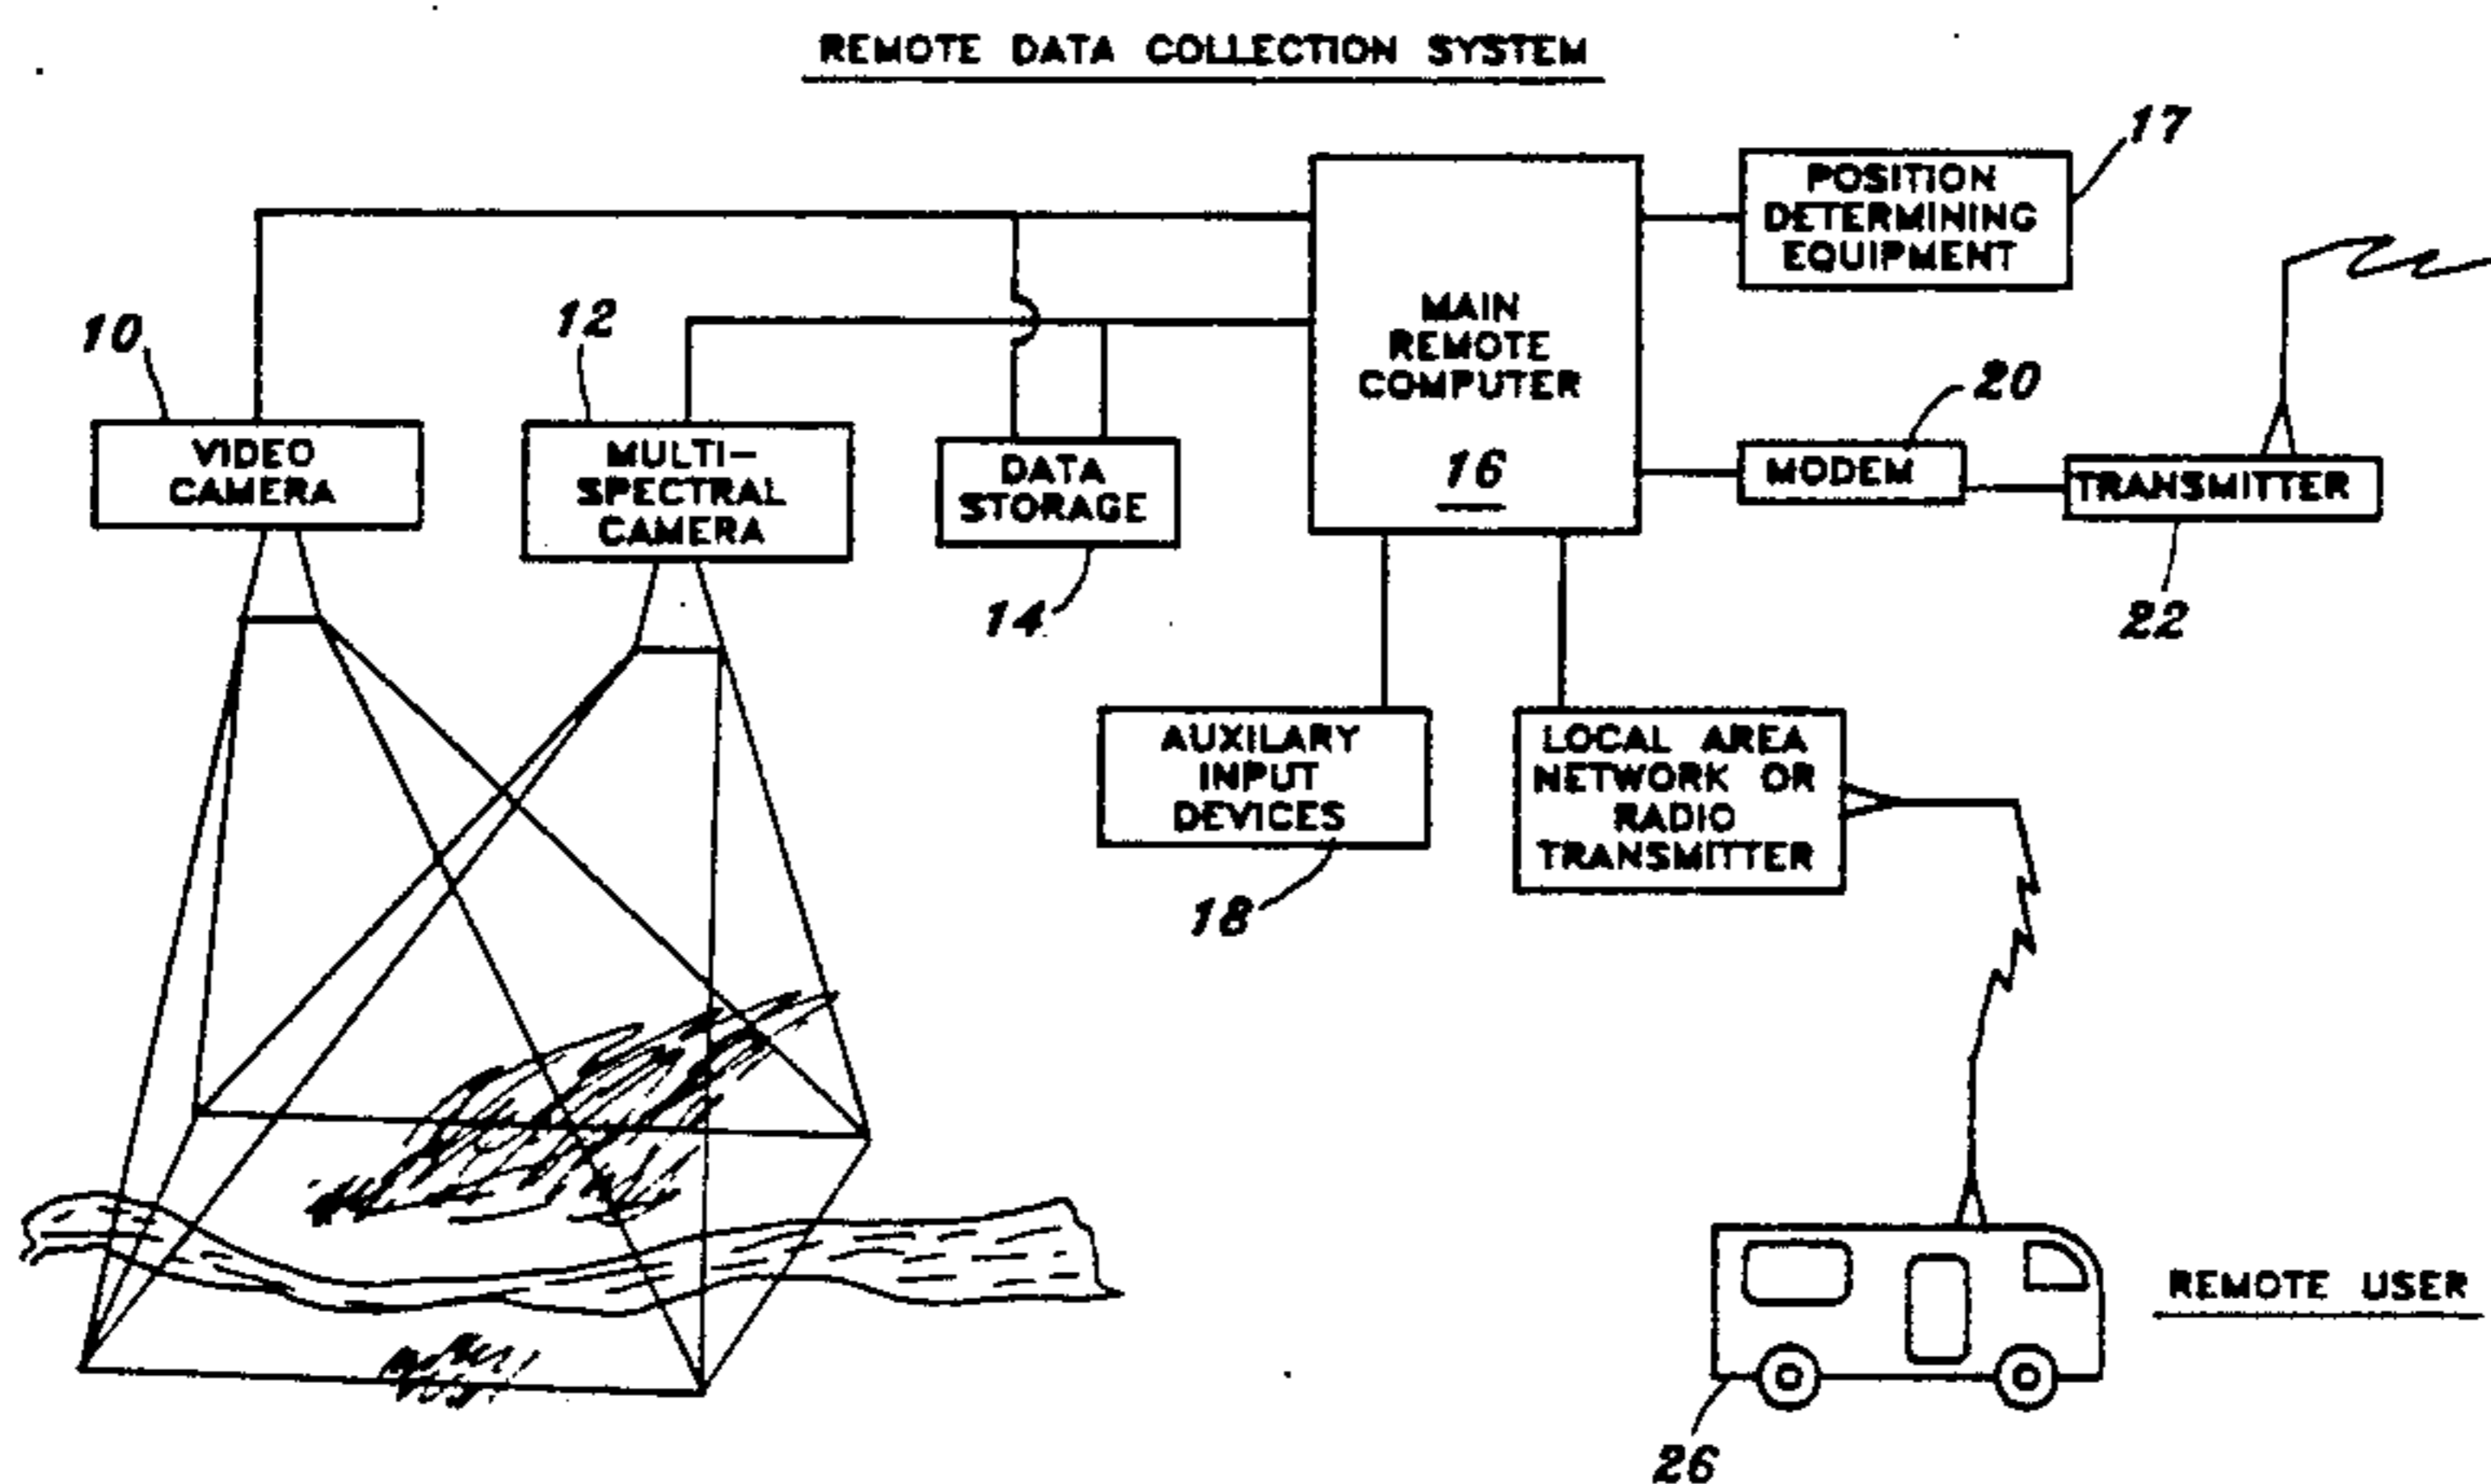 REMOTE DATA COLLECTION SYSTEM
17
POSITION
DETERMINING
EQUIPMENT
10
12
MAIN
REMOTE
COMPUTER
16
20
VIDEO
CAMERA
MULTI-
SPECTRAL
CAMERA
DATA
STORAGE
MODEM
TRANSMITTER
14
22
AUXILARY
INPUT
DEVICES
LOCAL AREA
NETWORK OR
RADIO
TRANSMITTER
18
REMOTE USER
26